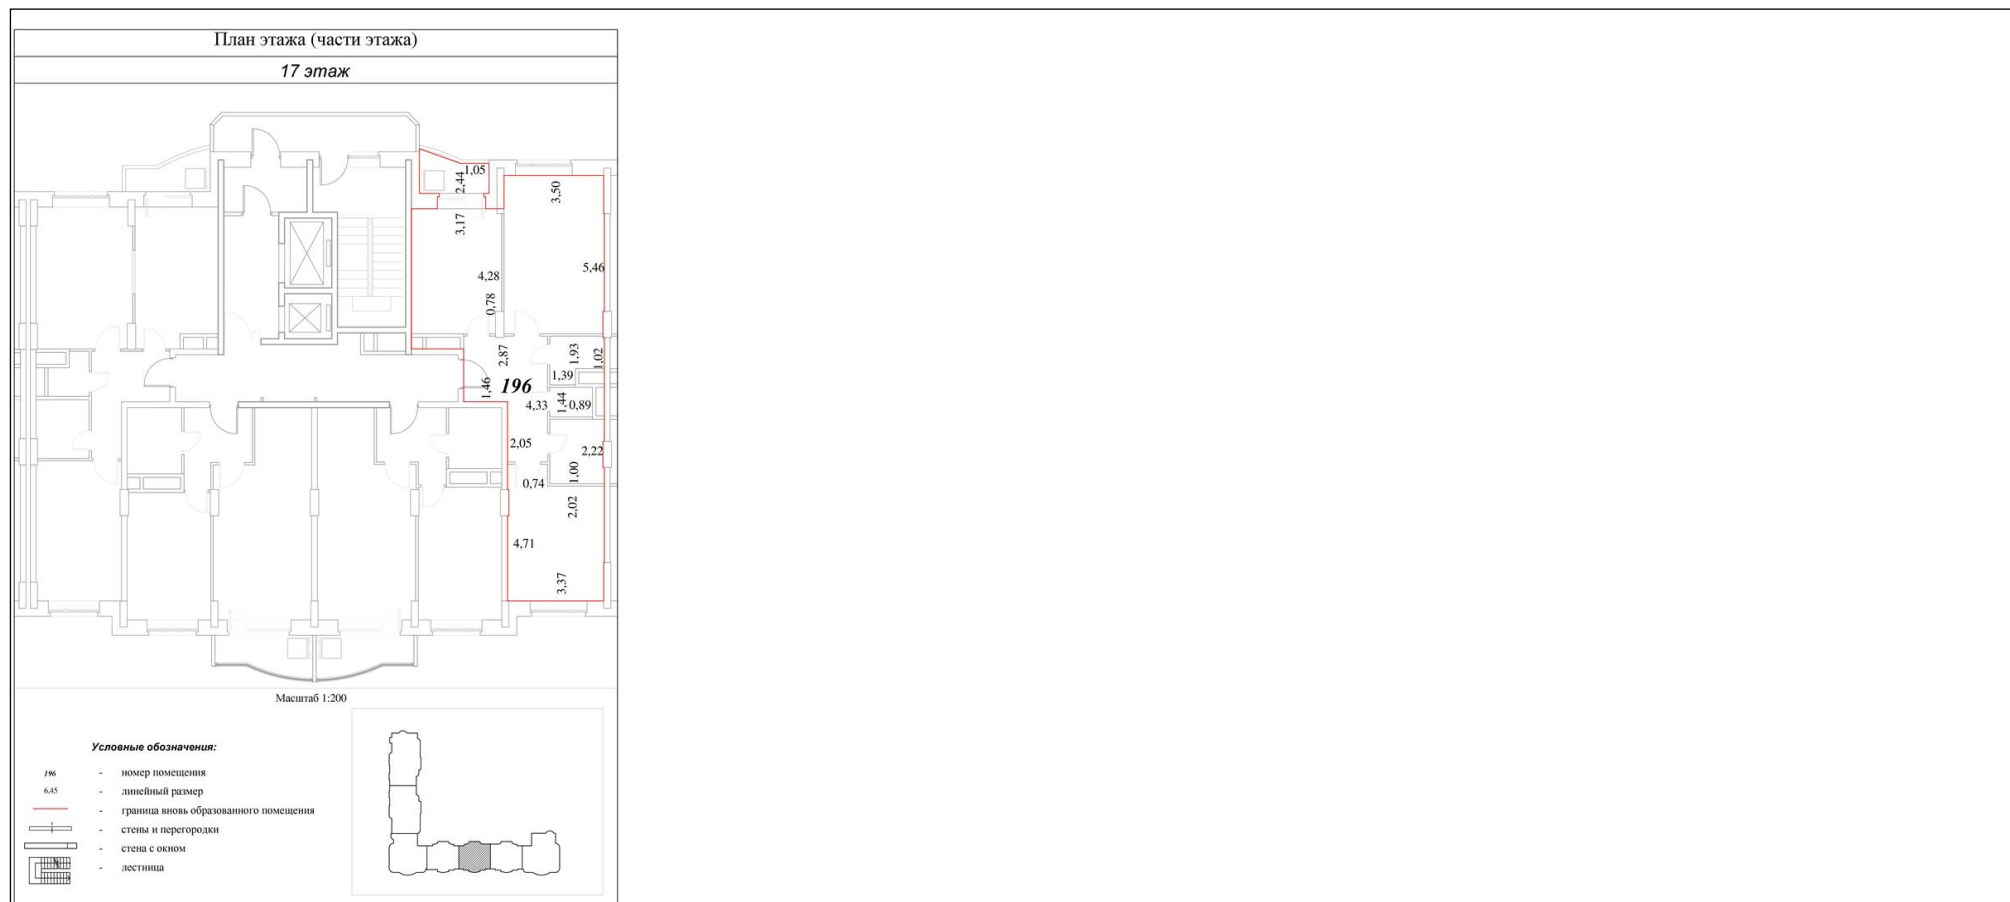 План этажа (части этажа)
17 этаж
1,05
2,44
3,50
3,17
5,46
4,28
0,78
2,87
1,93
1,02
1,39
1,46
196
4,33
1,44
0,89
2,05
2,22
1,00
0,74
2,02
4,71
3,37
Масштаб 1:200
Условные обозначения:
196 - номер помещения
6,45 - линейный размер
- граница вновь образованного помещения
- стены и перегородки
- стена с окном
- лестница